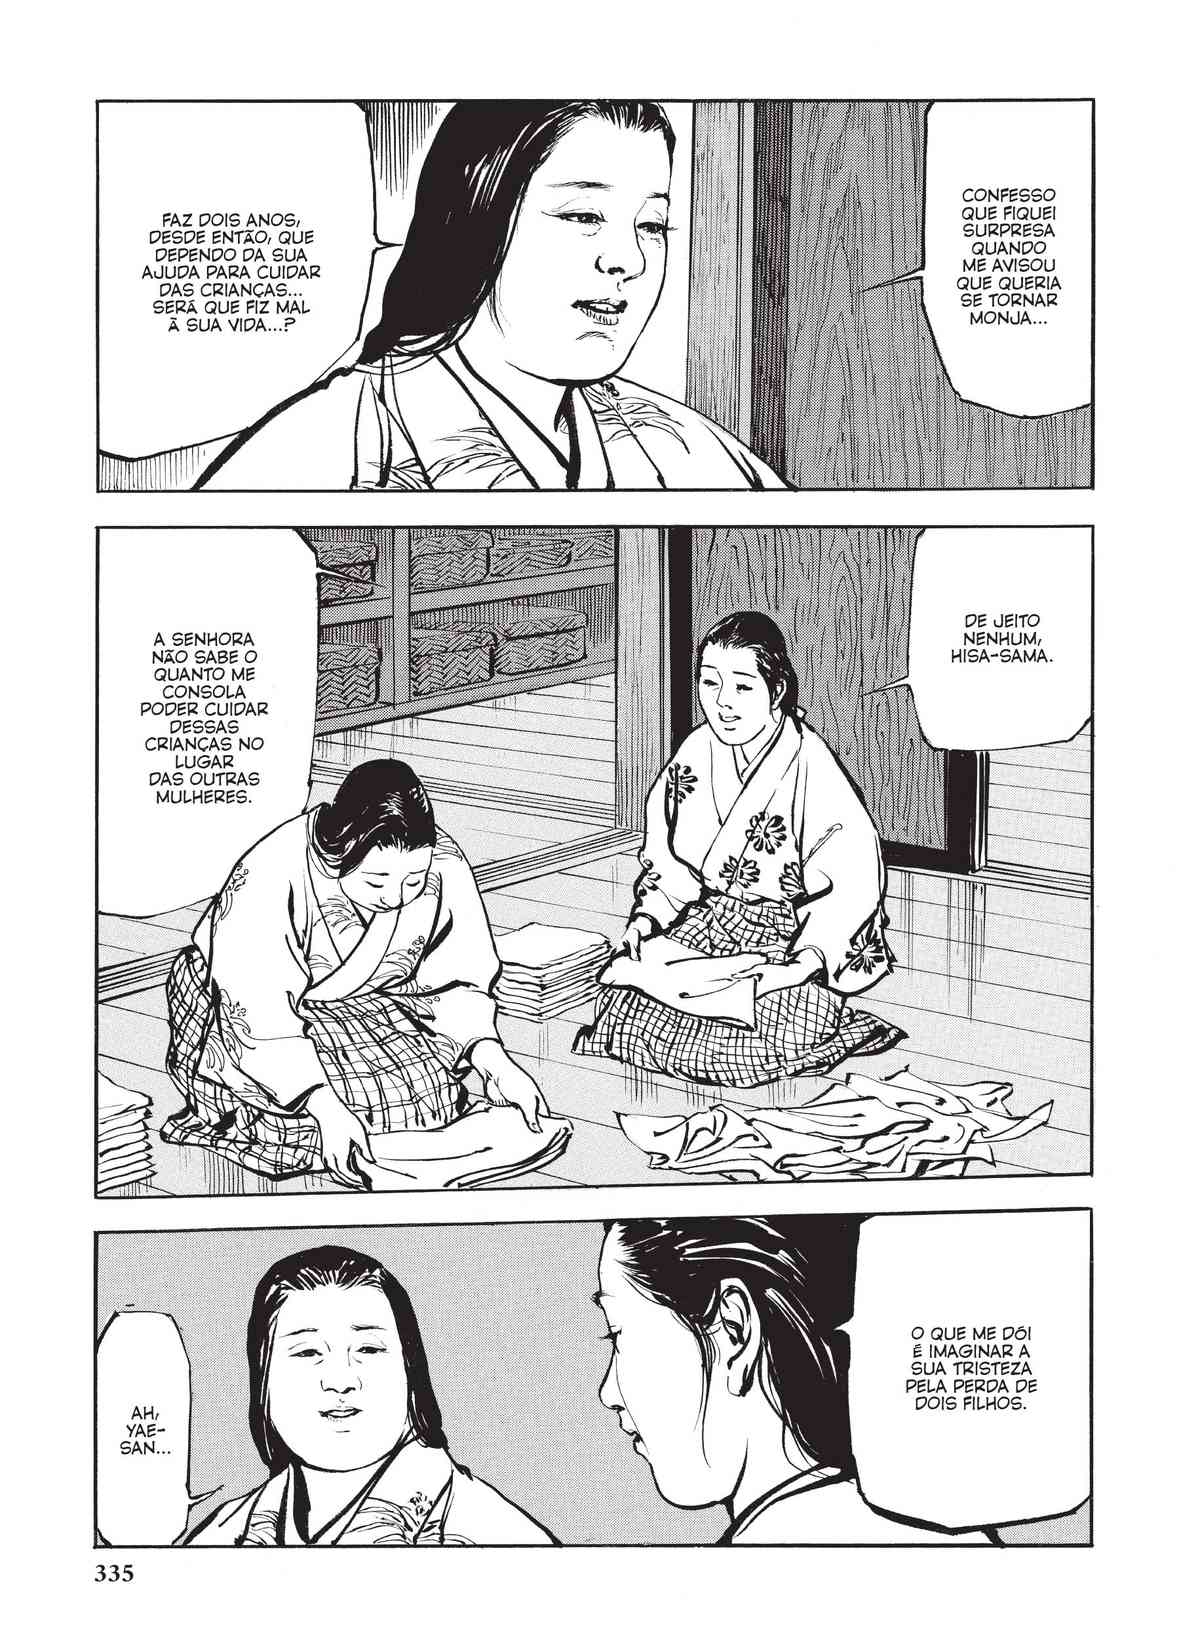 CONFESSO
QUE FIQUEI
SURPRESA
QUANDO
ME AVISOU
QUE QUERIA
SE TORNAR
MONJA...
FAZ DOIS ANOS,
DESDE ENTÃO, QUE
DEPENDO DA SUA
AJUDA PARA CUIDAR
DAS CRIANÇAS...
SERÁ QUE FIZ MAL
À SUA VIDA...?
DE JEITO
NENHUM,
HISA-SAMA.
A SENHORA
NÃO SABE O
QUANTO ME
CONSOLA
PODER CUIDAR
DESSAS
CRIANÇAS NO
LUGAR
DAS OUTRAS
MULHERES.
O QUE ME DÓI
É IMAGINAR A
SUA TRISTEZA
PELA PERDA DE
DOIS FILHOS.
AH,
YAE-
SAN...
335